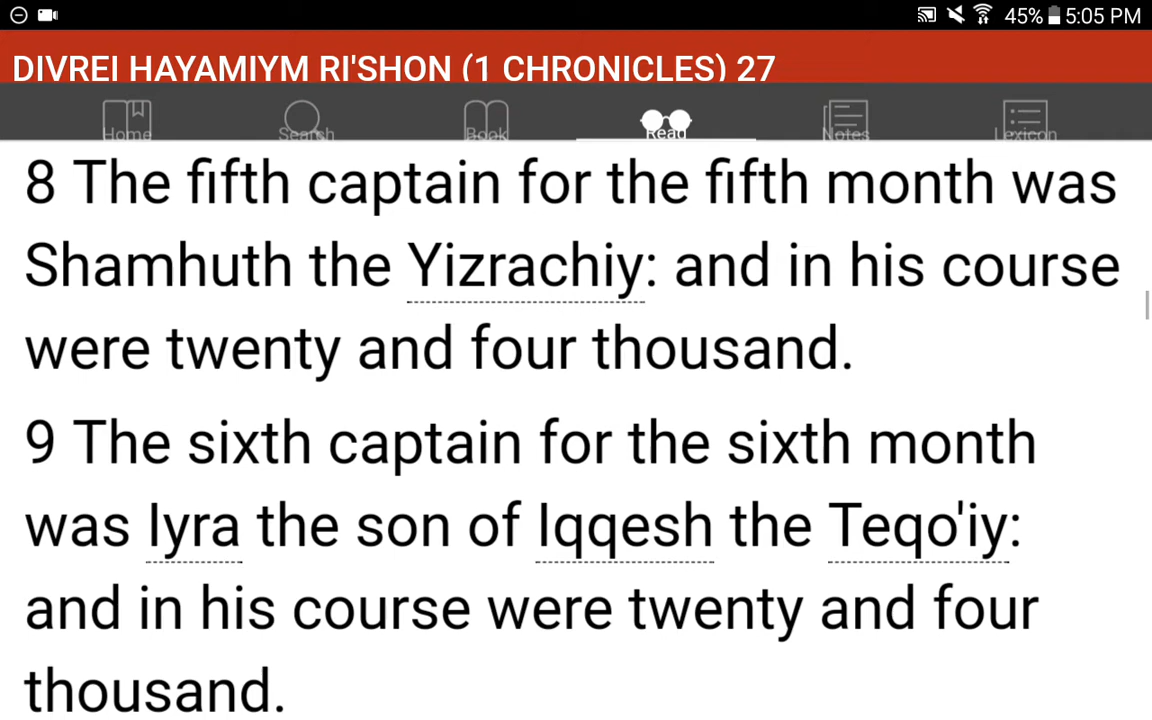 45% 5:05 PM
DIVREI HAYAMIYM RI'SHON (1 CHRONICLES) 27
Home Search Book Read Notes Lexicon
8 The fifth captain for the fifth month was
Shamhuth the Yizrachiy: and in his course
were twenty and four thousand.
9 The sixth captain for the sixth month
was Iyra the son of Iqqesh the Teqo'iy:
and in his course were twenty and four
thousand.